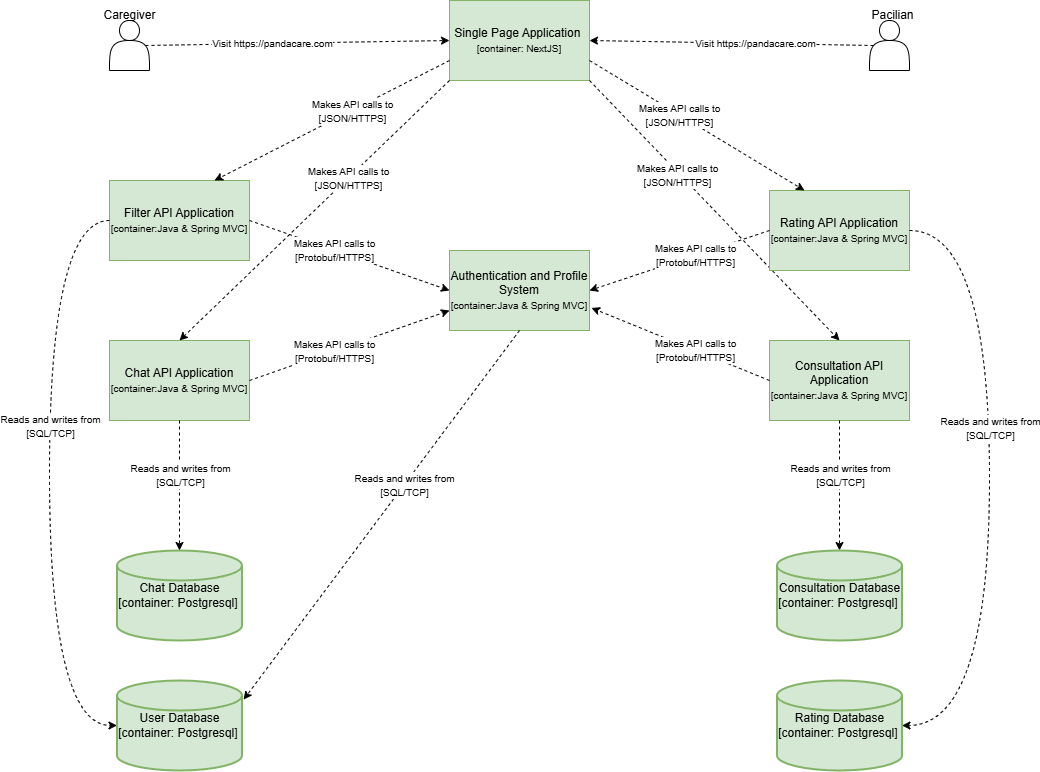 Caregiver
Pacilian
Visit https://pandacare.com
Single Page Application
[container: NextJS]
Visit https://pandacare.com
Makes API calls to
[JSON/HTTPS]
Makes API calls to
[JSON/HTTPS]
Makes API calls to
[JSON/HTTPS]
Makes API calls to
[JSON/HTTPS]
Filter API Application
[container:Java & Spring MVC]
Rating API Application
[container:Java & Spring MVC]
Makes API calls to
[Protobuf/HTTPS]
Makes API calls to
[Protobuf/HTTPS]
Authentication and Profile
System
[container:Java & Spring MVC]
Makes API calls to
[Protobuf/HTTPS]
Makes API calls to
[Protobuf/HTTPS]
Chat API Application
[container:Java & Spring MVC]
Consultation API
Application
[container:Java & Spring MVC]
Reads and writes from
[SQL/TCP]
Reads and writes from
[SQL/TCP]
Reads and writes from
[SQL/TCP]
Reads and writes from
[SQL/TCP]
Reads and writes from
[SQL/TCP]
Chat Database
[container: Postgresql]
Consultation Database
[container: Postgresql]
User Database
[container: Postgresql]
Rating Database
[container: Postgresql]